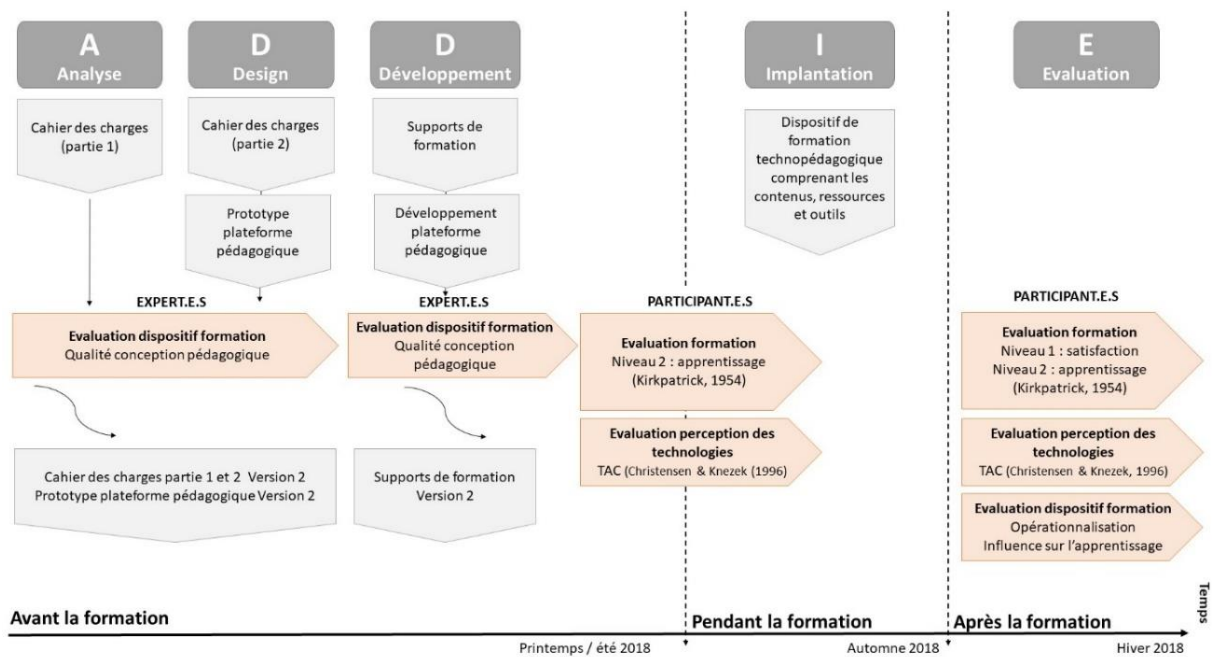 A
Analyse
D
Design
D
Développement
I
Implantation
E
Evaluation
Cahier des charges
(partie 1)
Cahier des charges
(partie 2)
Prototype
plateforme
pédagogique
Supports de
formation
Développement
plateforme
pédagogique
Dispositif de
formation
technopédagogique
comprenant les
contenus, ressources
et outils
EXPERT.E.S
Evaluation dispositif formation
Qualité conception pédagogique
EXPERT.E.S
Evaluation dispositif formation
Qualité conception
pédagogique
PARTICIPANT.E.S
Evaluation formation
Niveau 2 : apprentissage
(Kirkpatrick, 1954)
Evaluation perception des
technologies
TAC (Christensen & Knezek (1996)
PARTICIPANT.E.S
Evaluation formation
Niveau 1 : satisfaction
Niveau 2 : apprentissage
(Kirkpatrick, 1954)
Evaluation perception des
technologies
TAC (Christensen & Knezek, 1996)
Evaluation dispositif formation
Opérationnalisation
Influence sur l'apprentissage
Cahier des charges partie 1 et 2 Version 2
Prototype plateforme pédagogique Version 2
Supports de formation
Version 2
Avant la formation
Pendant la formation
Après la formation
Temps
Printemps / été 2018
Automne 2018
Hiver 2018